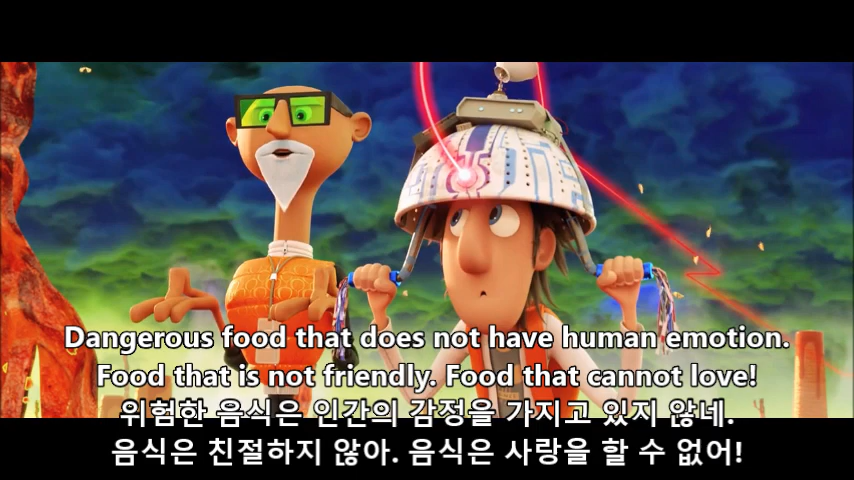 Dangerous food that does not have human emotion.
Food that is not friendly. Food that cannot love!
위험한 음식은 인간의 감정을 가지고 있지 않네.
음식은 친절하지 않아. 음식은 사랑을 할 수 없어!